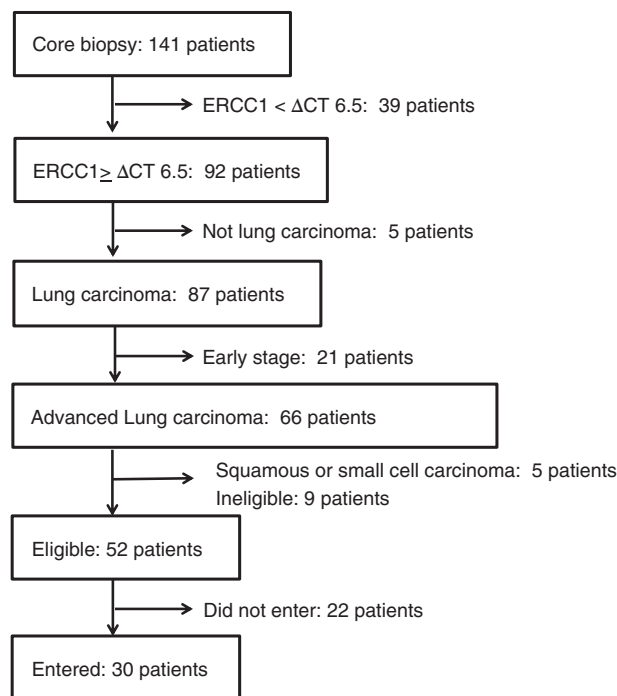 Core biopsy: 141 patients
ERCC1 < ΔCT 6.5: 39 patients
ERCC1≥ ΔCT 6.5: 92 patients
Not lung carcinoma: 5 patients
Lung carcinoma: 87 patients
Early stage: 21 patients
Advanced Lung carcinoma: 66 patients
Squamous or small cell carcinoma: 5 patients
Ineligible: 9 patients
Eligible: 52 patients
Did not enter: 22 patients
Entered: 30 patients